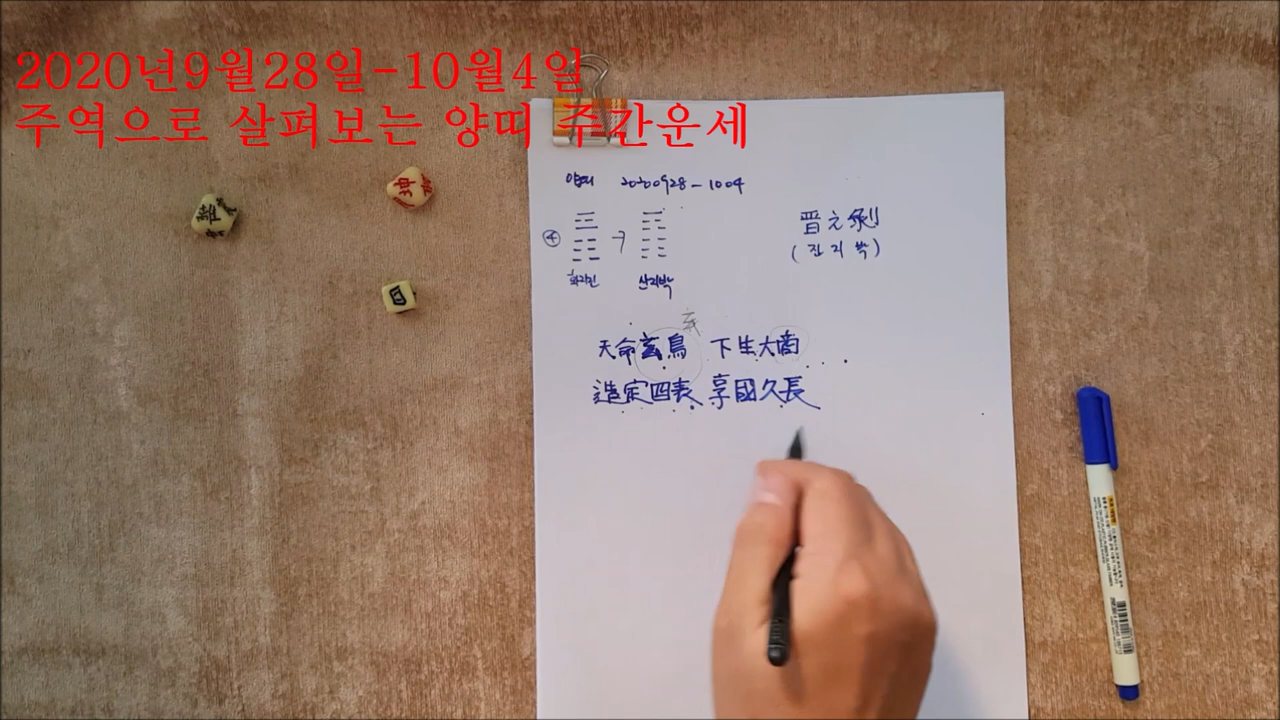 2020년9월28일-10월4일
주역으로 살펴보는 양띠 주간운세
양띠 20200928-1004
晋之剝
(진지박)
④
화지진 산지박
玄
天命玄鳥 下生大商
造定四表 享國久長